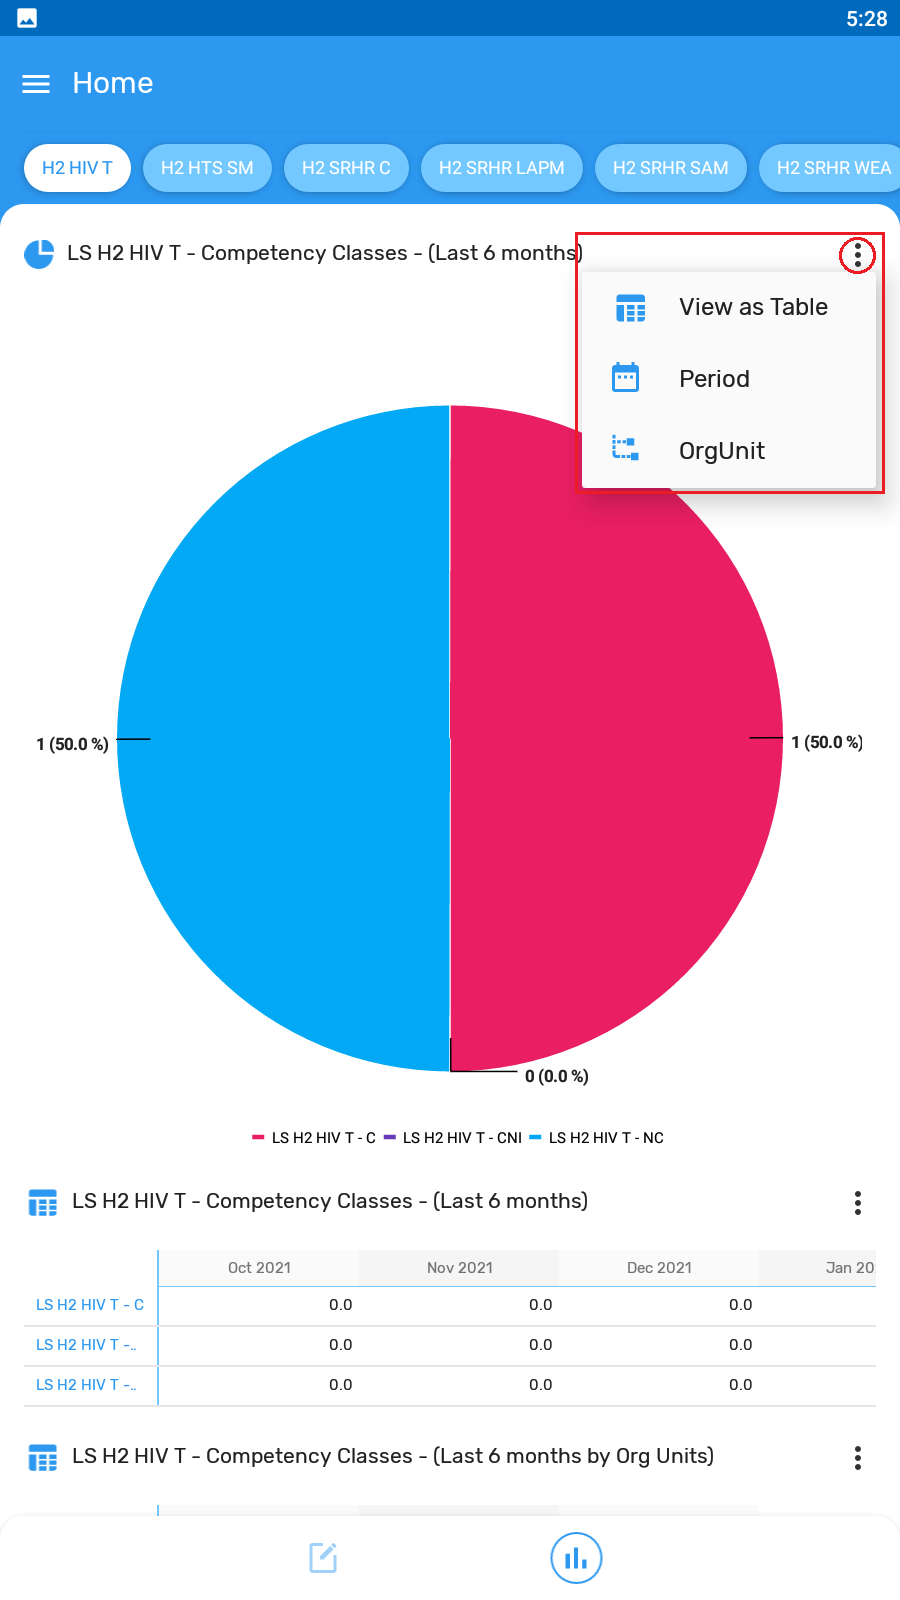 5:28
Home
H2 HIV T H2 HTS SM H2 SRHR C H2 SRHR LAPM H2 SRHR SAM H2 SRHR WEA
LS H2 HIV T - Competency Classes - (Last 6 months)
View as Table
Period
OrgUnit
1 (50.0 %) 1 (50.0 %)
0 (0.0 %)
LS H2 HIV T - C LS H2 HIV T - CNI LS H2 HIV T - NC
LS H2 HIV T - Competency Classes - (Last 6 months)
Oct 2021 Nov 2021 Dec 2021 Jan 20
LS H2 HIV T - C 0.0 0.0 0.0
LS H2 HIV T -.. 0.0 0.0 0.0
LS H2 HIV T -.. 0.0 0.0 0.0
LS H2 HIV T - Competency Classes - (Last 6 months by Org Units)